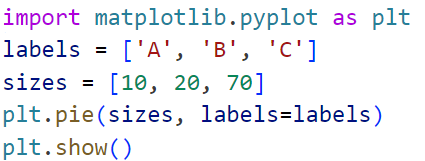 import matplotlib.pyplot as plt
labels = ['A', 'B', 'C']
sizes = [10, 20, 70]
plt.pie(sizes, labels=labels)
plt.show()